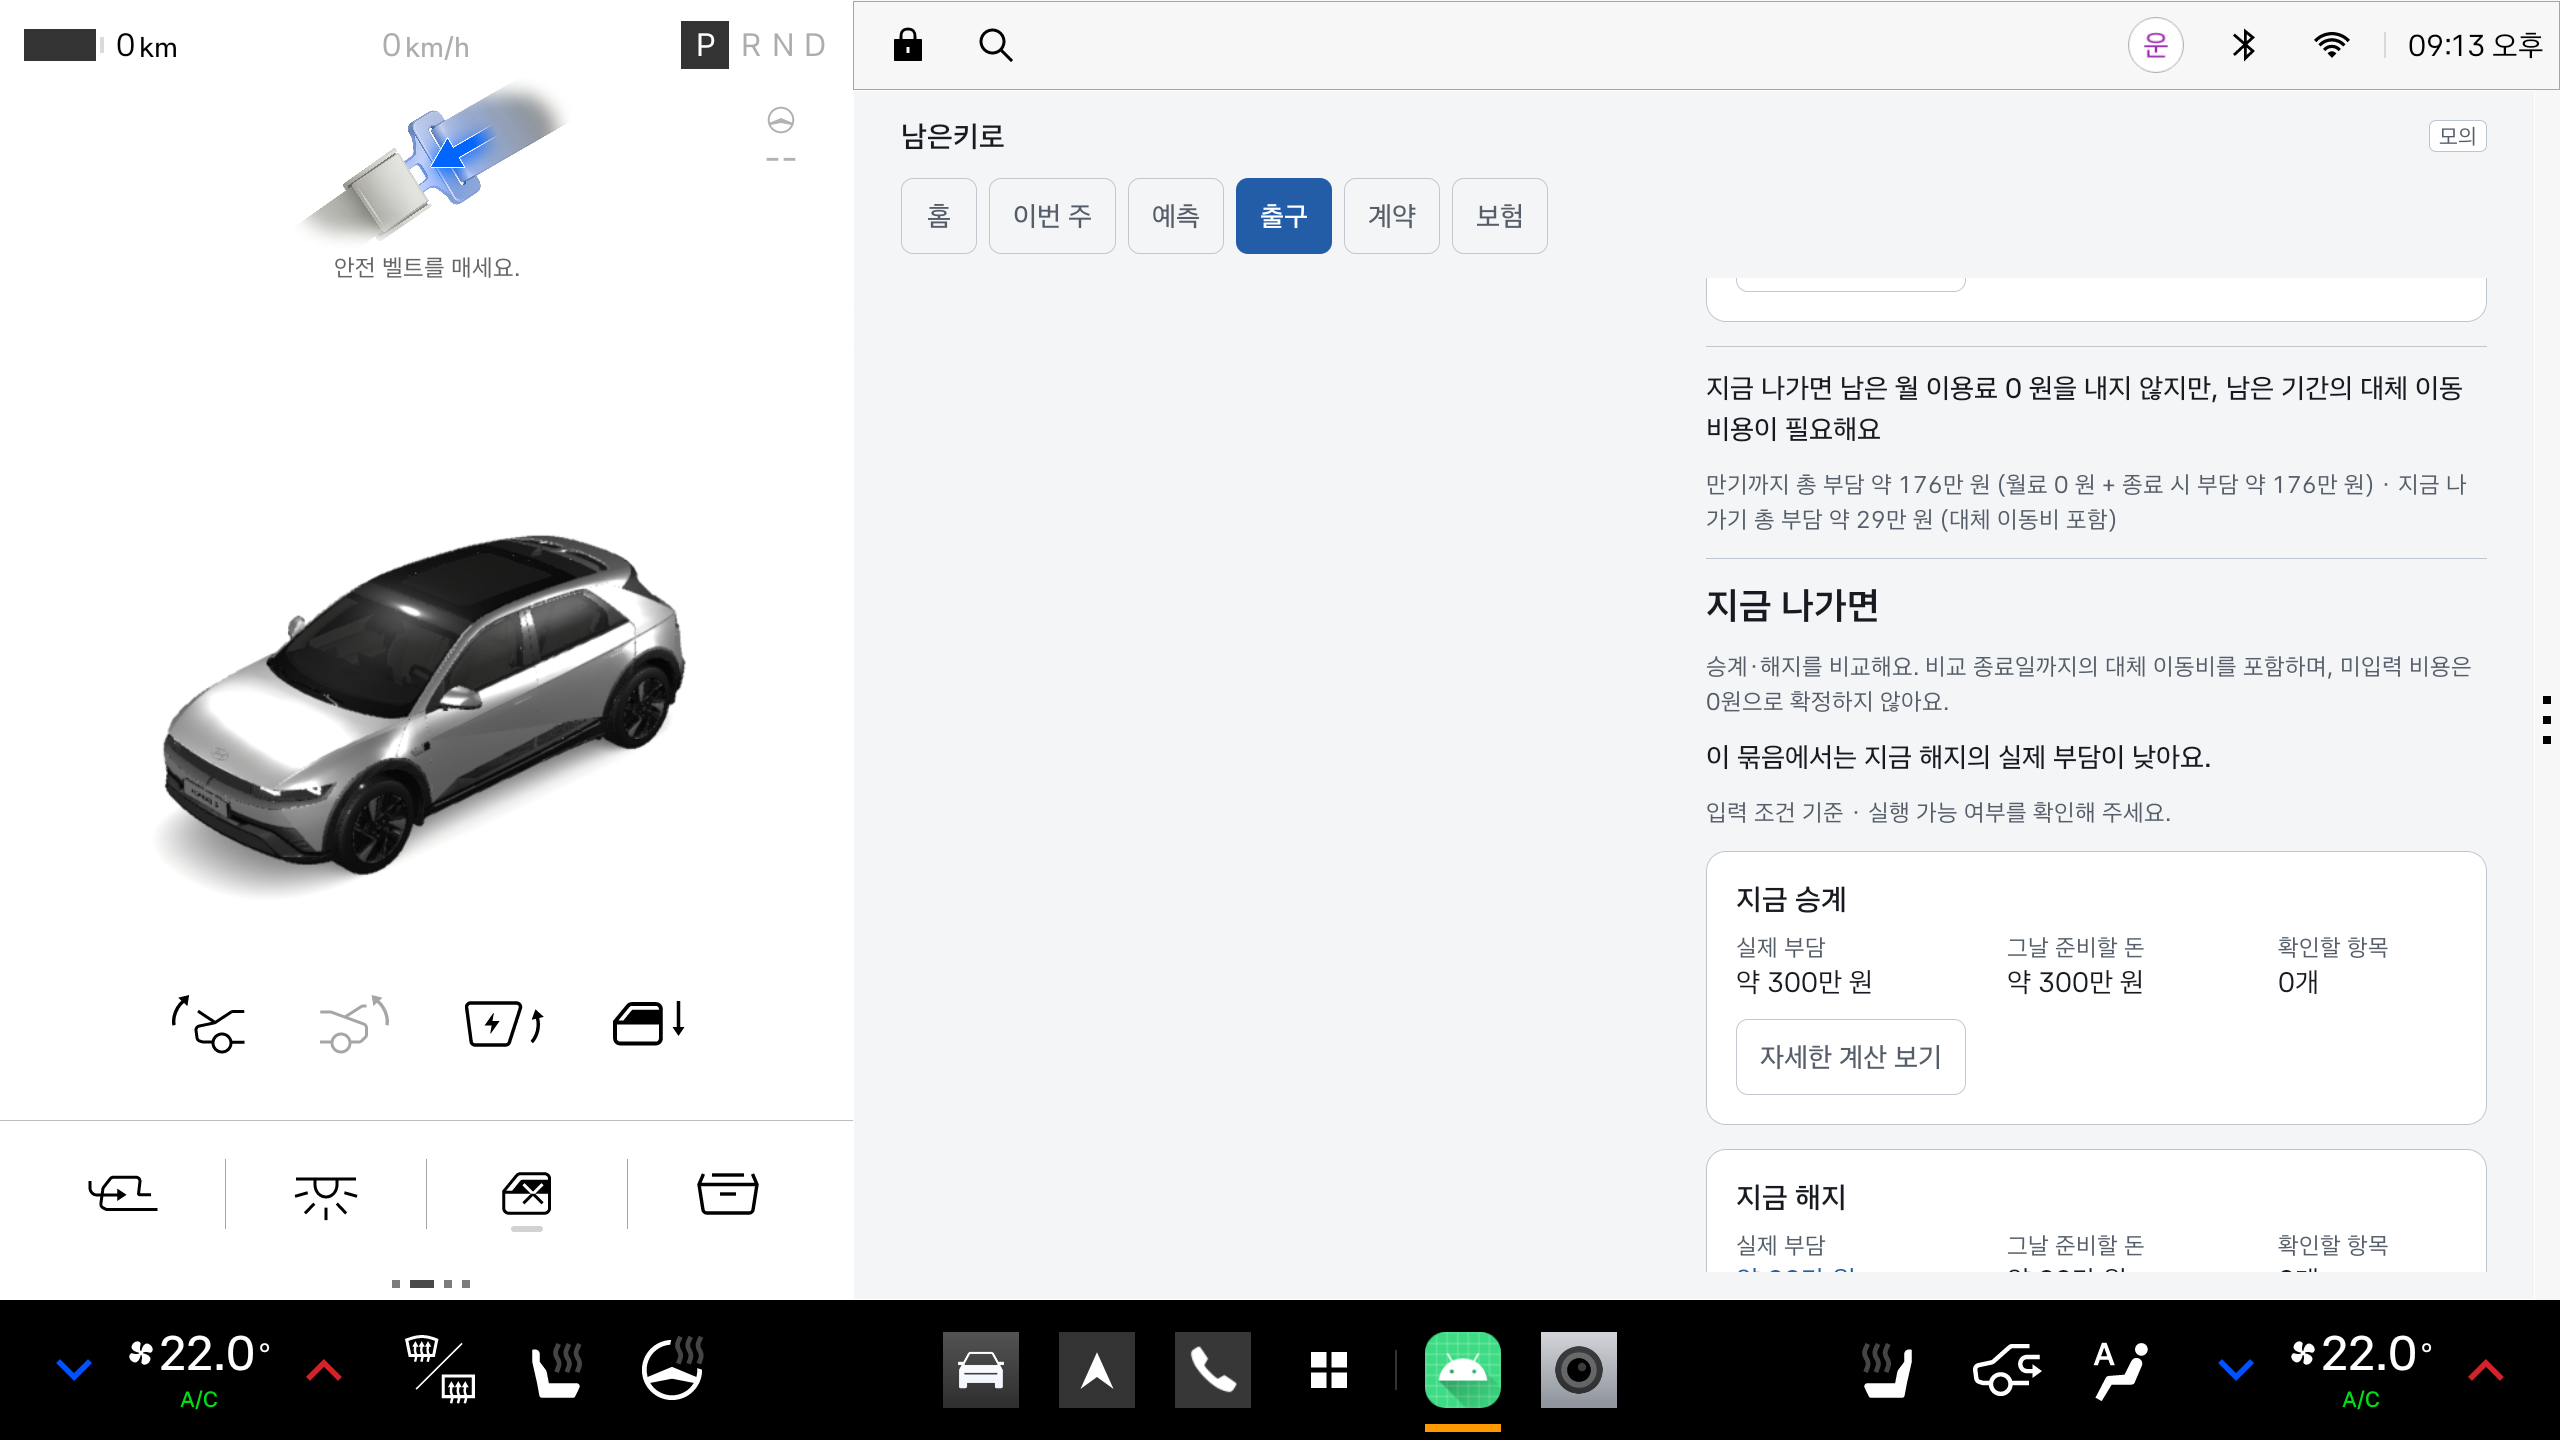 0 km
0 km/h
P R N D
안전 벨트를 매세요.
운
09:13 오후
남은키로
모의
홈
이번 주
예측
출구
계약
보험
지금 나가면 남은 월 이용료 0 원을 내지 않지만, 남은 기간의 대체 이동
비용이 필요해요
만기까지 총 부담 약 176만 원 (월료 0 원 + 종료 시 부담 약 176만 원) · 지금 나
가기 총 부담 약 29만 원 (대체 이동비 포함)
지금 나가면
승계·해지를 비교해요. 비교 종료일까지의 대체 이동비를 포함하며, 미입력 비용은
0원으로 확정하지 않아요.
이 묶음에서는 지금 해지의 실제 부담이 낮아요.
입력 조건 기준 · 실행 가능 여부를 확인해 주세요.
지금 승계
실제 부담
그날 준비할 돈
확인할 항목
약 300만 원
약 300만 원
0개
자세한 계산 보기
지금 해지
실제 부담
그날 준비할 돈
확인할 항목
22.0°
A/C
A
22.0°
A/C